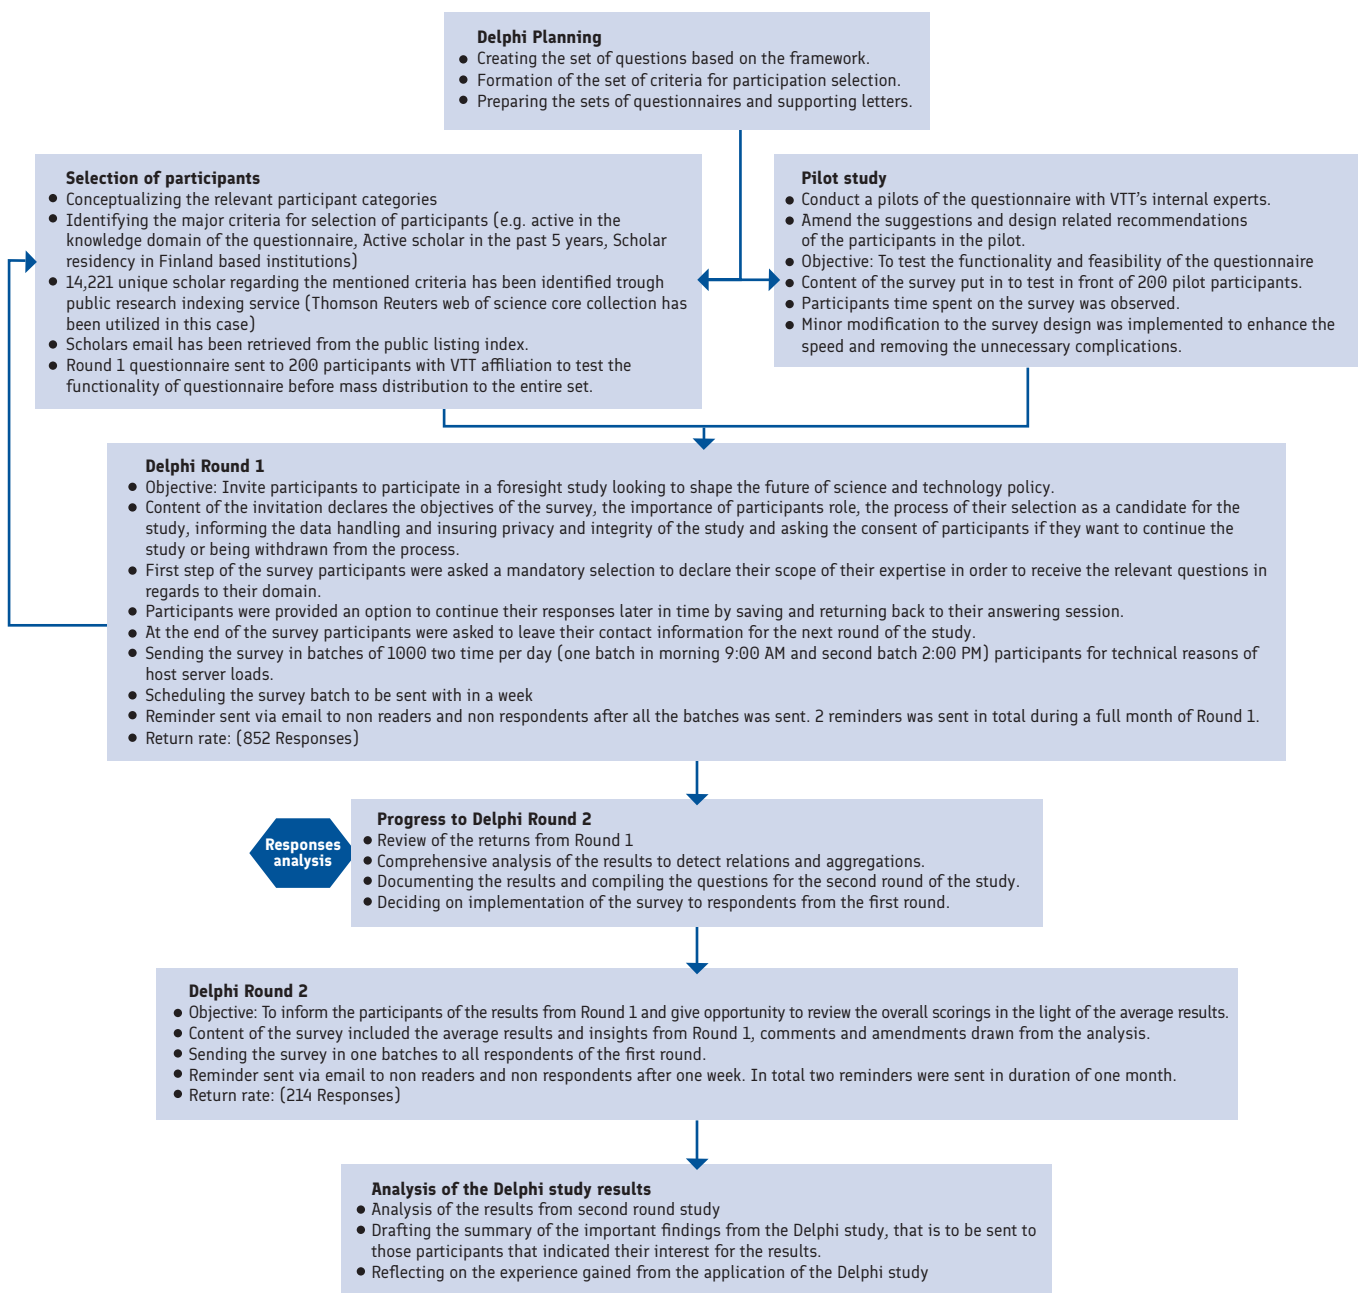 Delphi Planning
● Creating the set of questions based on the framework.
● Formation of the set of criteria for participation selection.
● Preparing the sets of questionnaires and supporting letters.
Selection of participants
● Conceptualizing the relevant participant categories
● Identifying the major criteria for selection of participants (e.g. active in the
knowledge domain of the questionnaire, Active scholar in the past 5 years, Scholar
residency in Finland based institutions)
● 14,221 unique scholar regarding the mentioned criteria has been identified trough
public research indexing service (Thomson Reuters web of science core collection has
been utilized in this case)
● Scholars email has been retrieved from the public listing index.
● Round 1 questionnaire sent to 200 participants with VTT affiliation to test the
functionality of questionnaire before mass distribution to the entire set.
Pilot study
● Conduct a pilots of the questionnaire with VTT's internal experts.
● Amend the suggestions and design related recommendations
of the participants in the pilot.
● Objective: To test the functionality and feasibility of the questionnaire
● Content of the survey put in to test in front of 200 pilot participants.
● Participants time spent on the survey was observed.
● Minor modification to the survey design was implemented to enhance the
speed and removing the unnecessary complications.
Delphi Round 1
● Objective: Invite participants to participate in a foresight study looking to shape the future of science and technology policy.
● Content of the invitation declares the objectives of the survey, the importance of participants role, the process of their selection as a candidate for the
study, informing the data handling and insuring privacy and integrity of the study and asking the consent of participants if they want to continue the
study or being withdrawn from the process.
● First step of the survey participants were asked a mandatory selection to declare their scope of their expertise in order to receive the relevant questions in
regards to their domain.
● Participants were provided an option to continue their responses later in time by saving and returning back to their answering session.
● At the end of the survey participants were asked to leave their contact information for the next round of the study.
● Sending the survey in batches of 1000 two time per day (one batch in morning 9:00 AM and second batch 2:00 PM) participants for technical reasons of
host server loads.
● Scheduling the survey batch to be sent with in a week
● Reminder sent via email to non readers and non respondents after all the batches was sent. 2 reminders was sent in total during a full month of Round 1.
● Return rate: (852 Responses)
Responses
analysis
Progress to Delphi Round 2
● Review of the returns from Round 1
● Comprehensive analysis of the results to detect relations and aggregations.
● Documenting the results and compiling the questions for the second round of the study.
● Deciding on implementation of the survey to respondents from the first round.
Delphi Round 2
● Objective: To inform the participants of the results from Round 1 and give opportunity to review the overall scorings in the light of the average results.
● Content of the survey included the average results and insights from Round 1, comments and amendments drawn from the analysis.
● Sending the survey in one batches to all respondents of the first round.
● Reminder sent via email to non readers and non respondents after one week. In total two reminders were sent in duration of one month.
● Return rate: (214 Responses)
Analysis of the Delphi study results
● Analysis of the results from second round study
● Drafting the summary of the important findings from the Delphi study, that is to be sent to
those participants that indicated their interest for the results.
● Reflecting on the experience gained from the application of the Delphi study